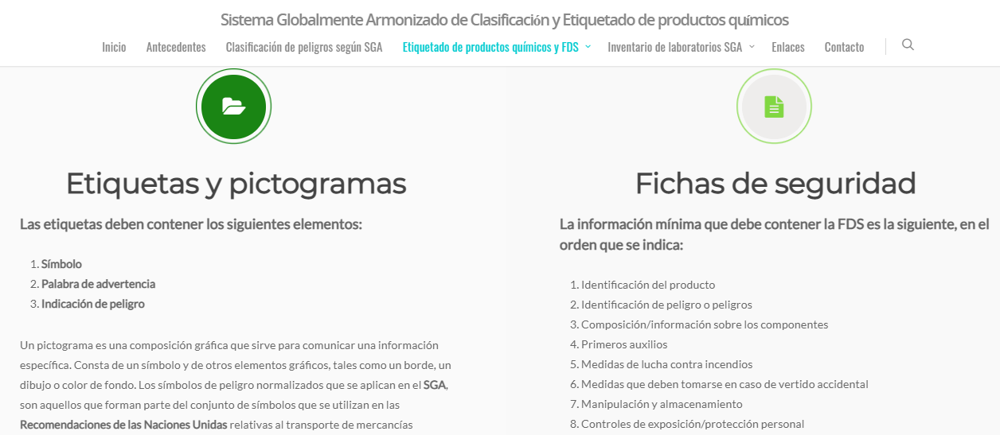 Sistema Globalmente Armonizado de Clasificación y Etiquetado de productos químicos
Inicio Antecedentes Clasificación de peligros según SGA Etiquetado de productos químicos y FDS Inventario de laboratorios SGA Enlaces Contacto
Etiquetas y pictogramas
Las etiquetas deben contener los siguientes elementos:
1. Símbolo
2. Palabra de advertencia
3. Indicación de peligro
Un pictograma es una composición gráfica que sirve para comunicar una información
específica. Consta de un símbolo y de otros elementos gráficos, tales como un borde, un
dibujo o color de fondo. Los símbolos de peligro normalizados que se aplican en el SGA,
son aquellos que forman parte del conjunto de símbolos que se utilizan en las
Recomendaciones de las Naciones Unidas relativas al transporte de mercancías
Fichas de seguridad
La información mínima que debe contener la FDS es la siguiente, en el
orden que se indica:
1. Identificación del producto
2. Identificación de peligro o peligros
3. Composición/información sobre los componentes
4. Primeros auxilios
5. Medidas de lucha contra incendios
6. Medidas que deben tomarse en caso de vertido accidental
7. Manipulación y almacenamiento
8. Controles de exposición/protección personal